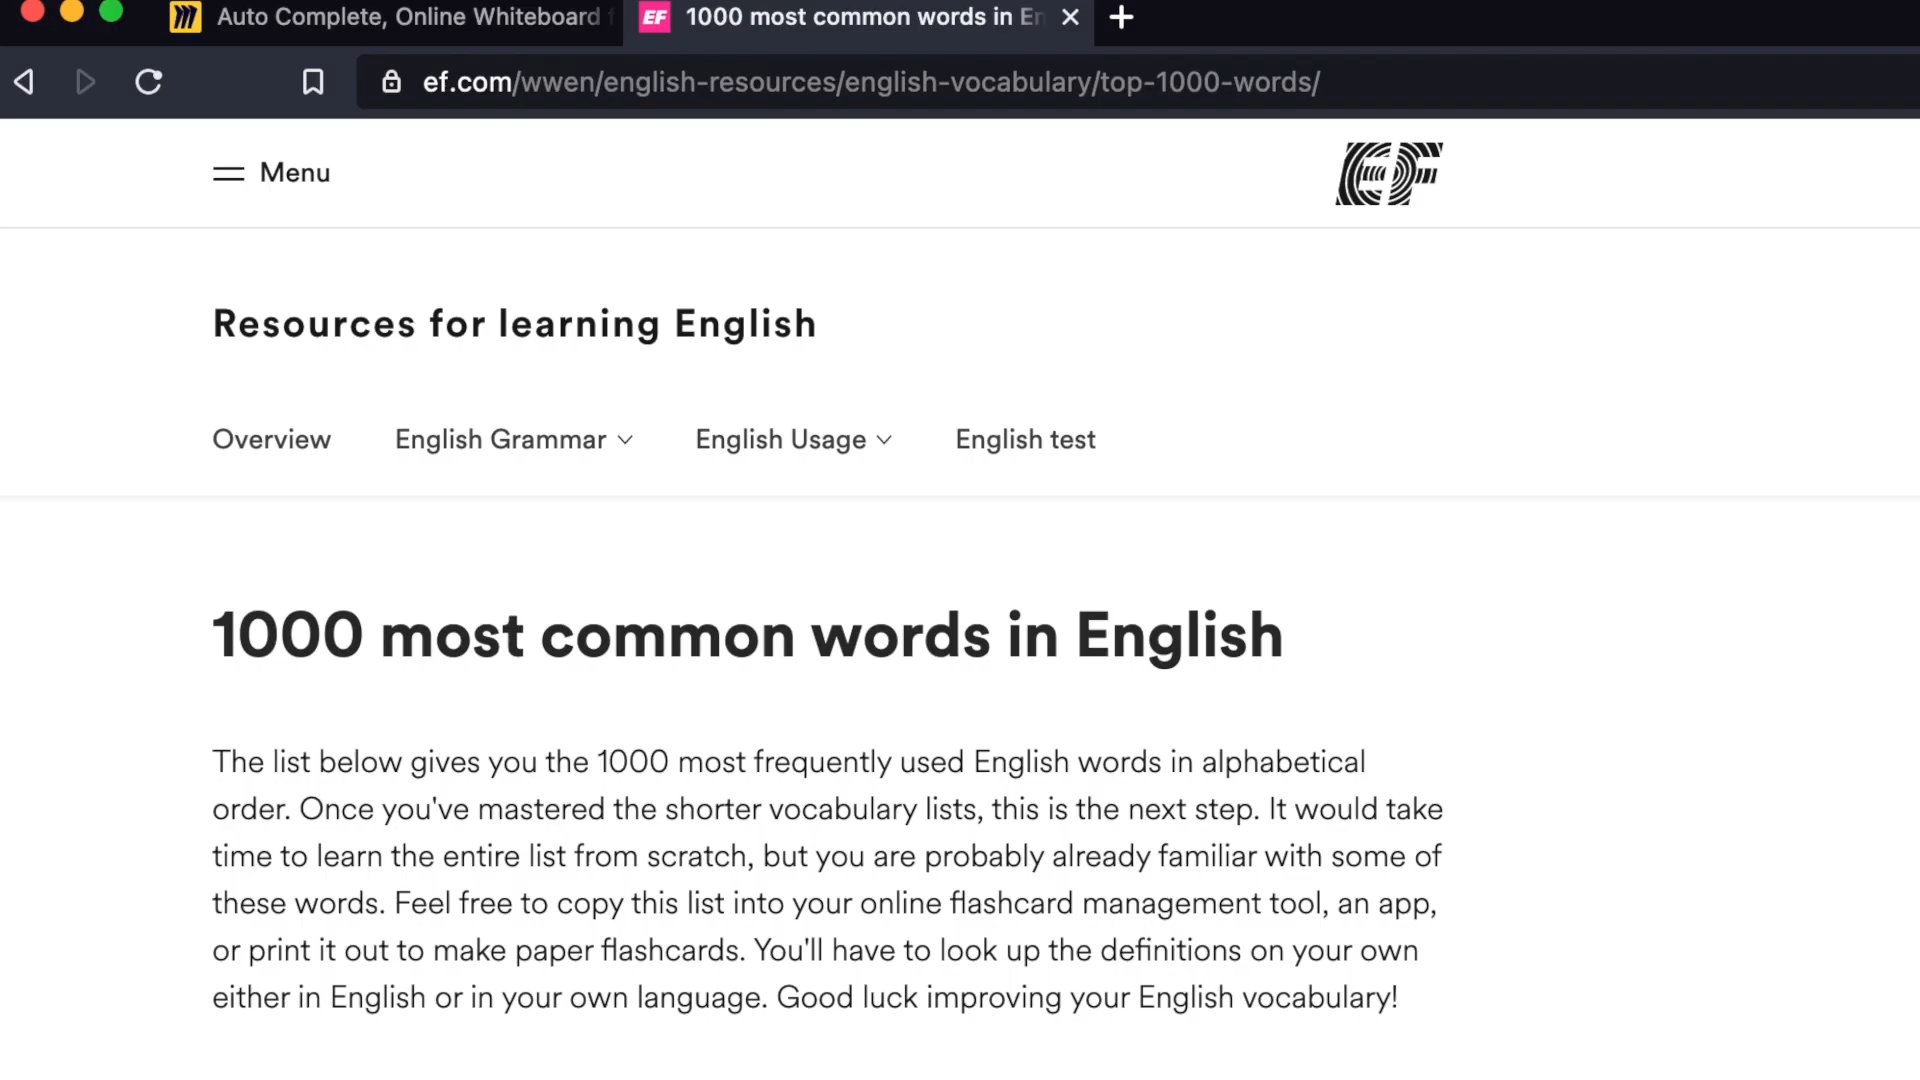 Auto Complete, Online Whiteboard
1000 most common words in En
ef.com/wwen/english-resources/english-vocabulary/top-1000-words/
Menu
EF
Resources for learning English
Overview
English Grammar
English Usage
English test
1000 most common words in English
The list below gives you the 1000 most frequently used English words in alphabetical
order. Once you've mastered the shorter vocabulary lists, this is the next step. It would take
time to learn the entire list from scratch, but you are probably already familiar with some of
these words. Feel free to copy this list into your online flashcard management tool, an app,
or print it out to make paper flashcards. You'll have to look up the definitions on your own
either in English or in your own language. Good luck improving your English vocabulary!